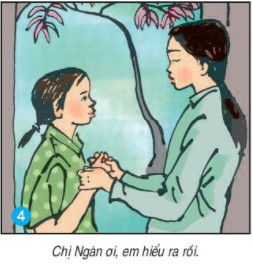 4
Chị Ngàn ơi, em hiểu ra rồi.